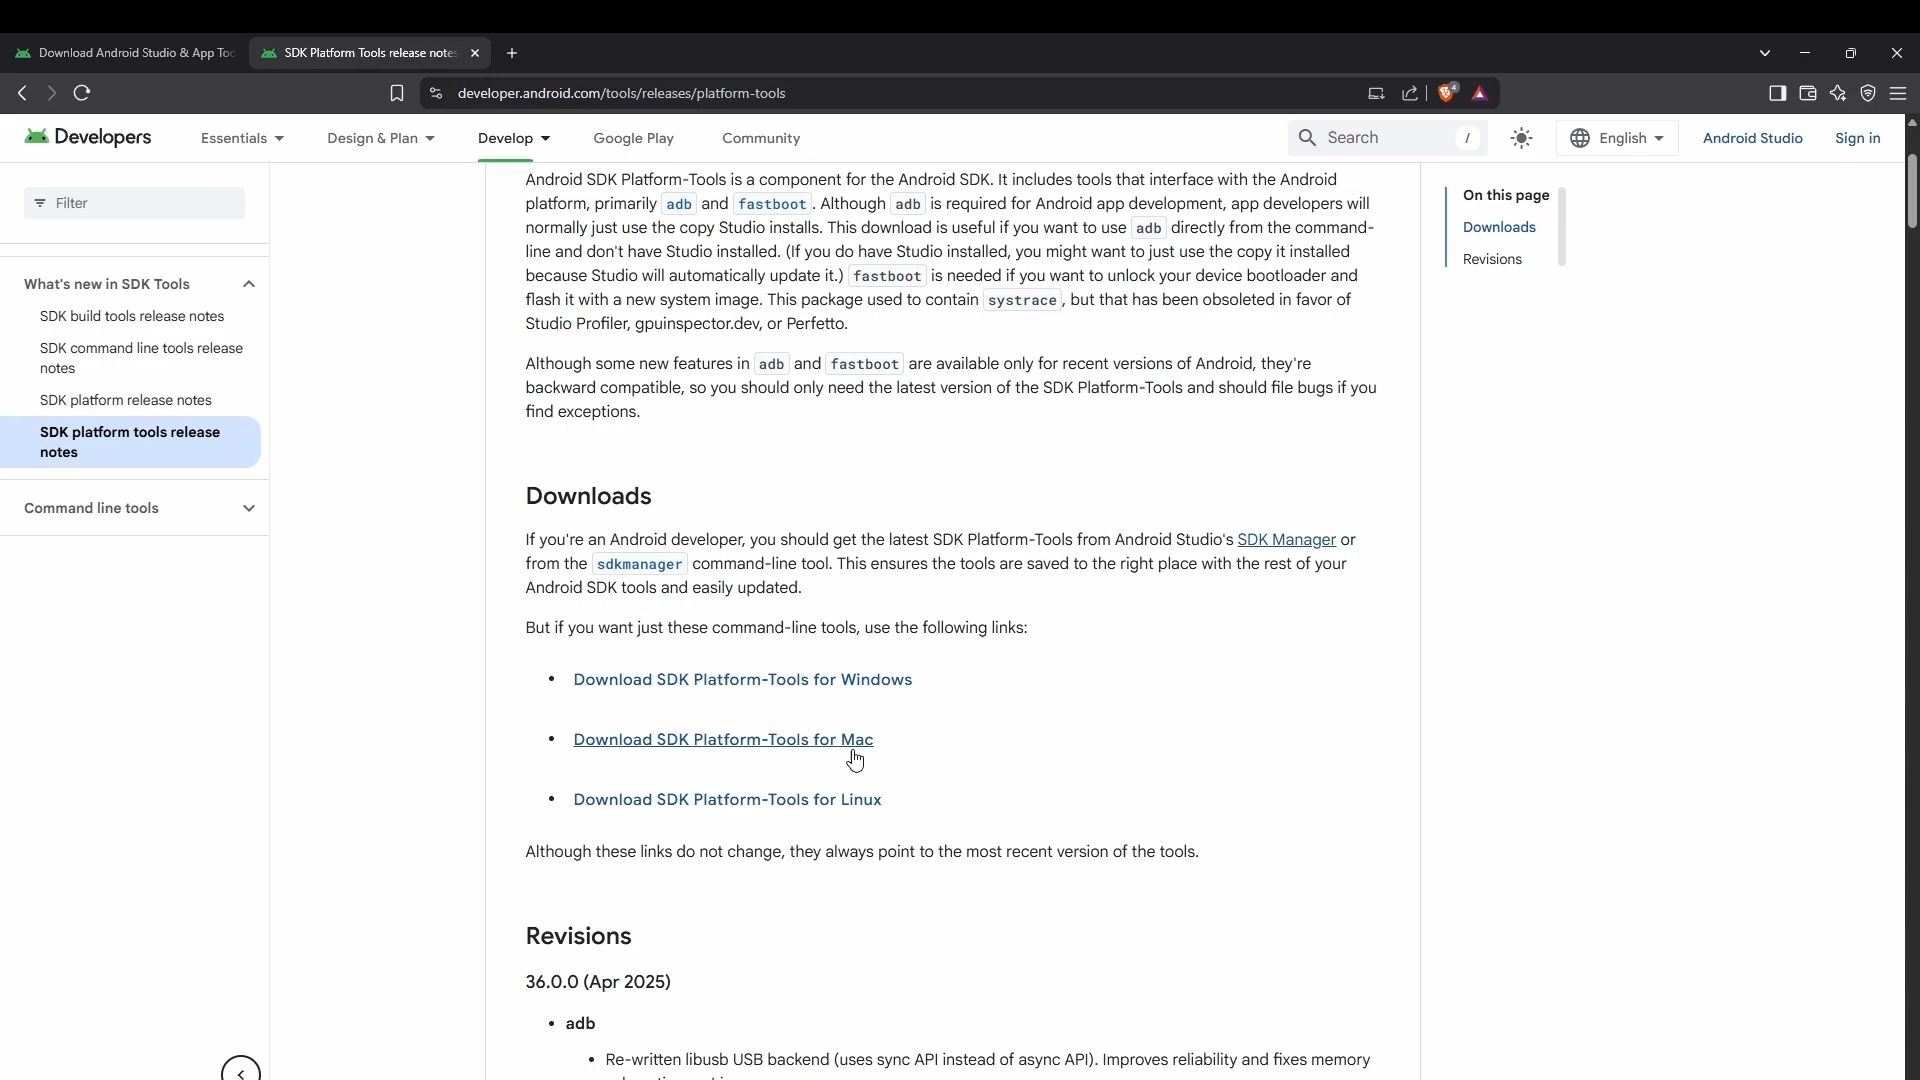 Download Android Studio & App Too
SDK Platform Tools release notes
developer.android.com/tools/releases/platform-tools
4
Developers
Essentials
Design & Plan
Develop
Google Play
Community
Search
/
English
Android Studio
Sign in
Filter
What's new in SDK Tools
SDK build tools release notes
SDK command line tools release
notes
SDK platform release notes
SDK platform tools release
notes
Command line tools
Android SDK Platform-Tools is a component for the Android SDK. It includes tools that interface with the Android
platform, primarily adb and fastboot. Although adb is required for Android app development, app developers will
normally just use the copy Studio installs. This download is useful if you want to use adb directly from the command-
line and don't have Studio installed. (If you do have Studio installed, you might want to just use the copy it installed
because Studio will automatically update it.) fastboot is needed if you want to unlock your device bootloader and
flash it with a new system image. This package used to contain systrace, but that has been obsoleted in favor of
Studio Profiler, gpuinspector.dev, or Perfetto.
Although some new features in adb and fastboot are available only for recent versions of Android, they're
backward compatible, so you should only need the latest version of the SDK Platform-Tools and should file bugs if you
find exceptions.
Downloads
If you're an Android developer, you should get the latest SDK Platform-Tools from Android Studio's SDK Manager or
from the sdkmanager command-line tool. This ensures the tools are saved to the right place with the rest of your
Android SDK tools and easily updated.
But if you want just these command-line tools, use the following links:
• Download SDK Platform-Tools for Windows
• Download SDK Platform-Tools for Mac
• Download SDK Platform-Tools for Linux
Although these links do not change, they always point to the most recent version of the tools.
Revisions
36.0.0 (Apr 2025)
• adb
• Re-written libusb USB backend (uses sync API instead of async API). Improves reliability and fixes memory
On this page
Downloads
Revisions